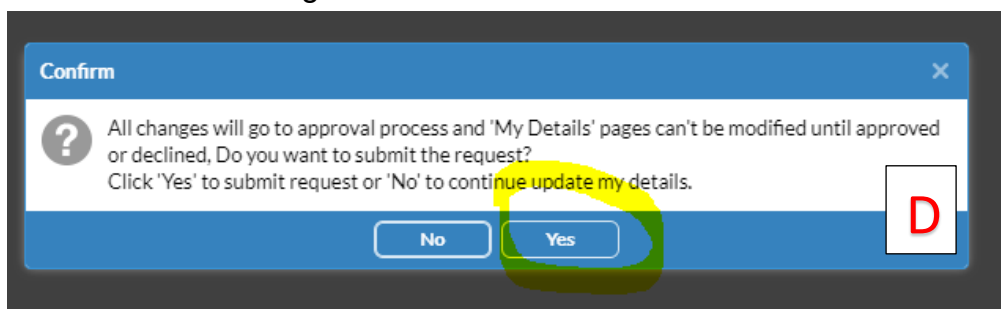 Confirm
All changes will go to approval process and 'My Details' pages can't be modified until approved
or declined, Do you want to submit the request?
Click 'Yes' to submit request or 'No' to continue update my details.
D
No
Yes